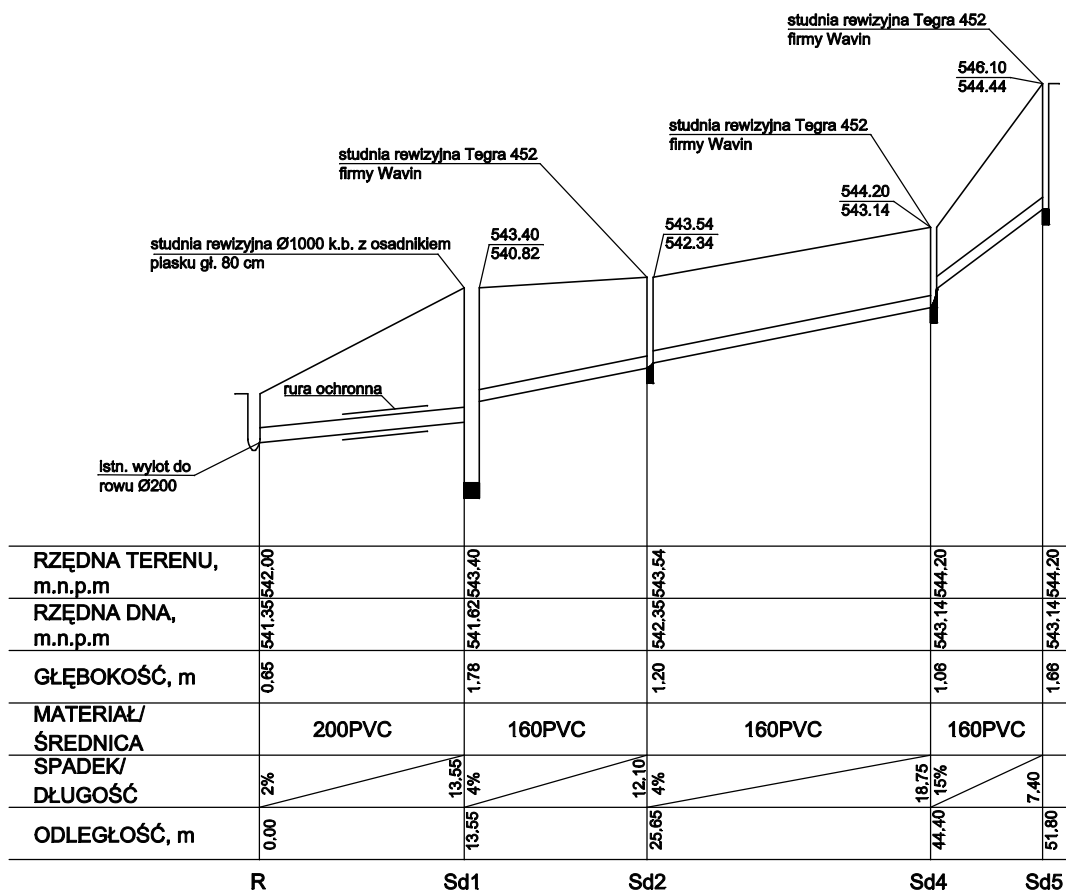 studnia rewizyjna Tegra 452
firmy Wavin
546.10
544.44
studnia rewizyjna Tegra 452
firmy Wavin
studnia rewizyjna Tegra 452
firmy Wavin
544.20
543.14
543.54
542.34
543.40
540.82
studnia rewizyjna Ø1000 k.b. z osadnikiem
piasku gł. 80 cm
rura ochronna
istn. wylot do
rowu Ø200
RZĘDNA TERENU,
m.n.p.m
542.00 543.40 543.54 544.20 544.20
RZĘDNA DNA,
m.n.p.m
541.35 541.62 542.35 543.14 543.14
GŁĘBOKOŚĆ, m
0.65 1.78 1.20 1.06 1.66
MATERIAŁ/
ŚREDNICA
200PVC 160PVC 160PVC 160PVC
SPADEK/
DŁUGOŚĆ
2% 13.55 4% 12.10 4% 18.75 15% 7.40
ODLEGŁOŚĆ, m
0.00 13.55 25.65 44.40 51.80
R Sd1 Sd2 Sd4 Sd5